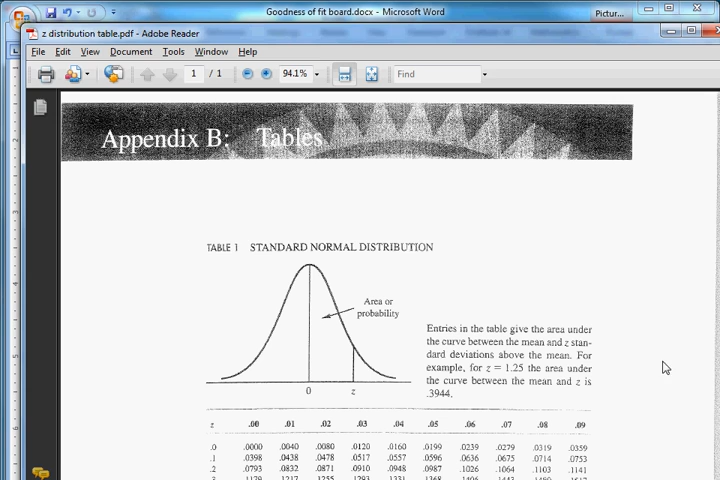 Goodness of fit board.docx - Microsoft Word
Pictur...
z distribution table.pdf - Adobe Reader
File Edit View Document Tools Window Help
1 / 1 94.1% Find
Appendix B: Tables
TABLE 1 STANDARD NORMAL DISTRIBUTION
Area or
probability
0 z
Entries in the table give the area under
the curve between the mean and z stan-
dard deviations above the mean. For
example, for z = 1.25 the area under
the curve between the mean and z is
.3944.
z .00 .01 .02 .03 .04 .05 .06 .07 .08 .09
.0 .0000 .0040 .0080 .0120 .0160 .0199 .0239 .0279 .0319 .0359
.1 .0398 .0438 .0478 .0517 .0557 .0596 .0636 .0675 .0714 .0753
.2 .0793 .0832 .0871 .0910 .0948 .0987 .1026 .1064 .1103 .1141